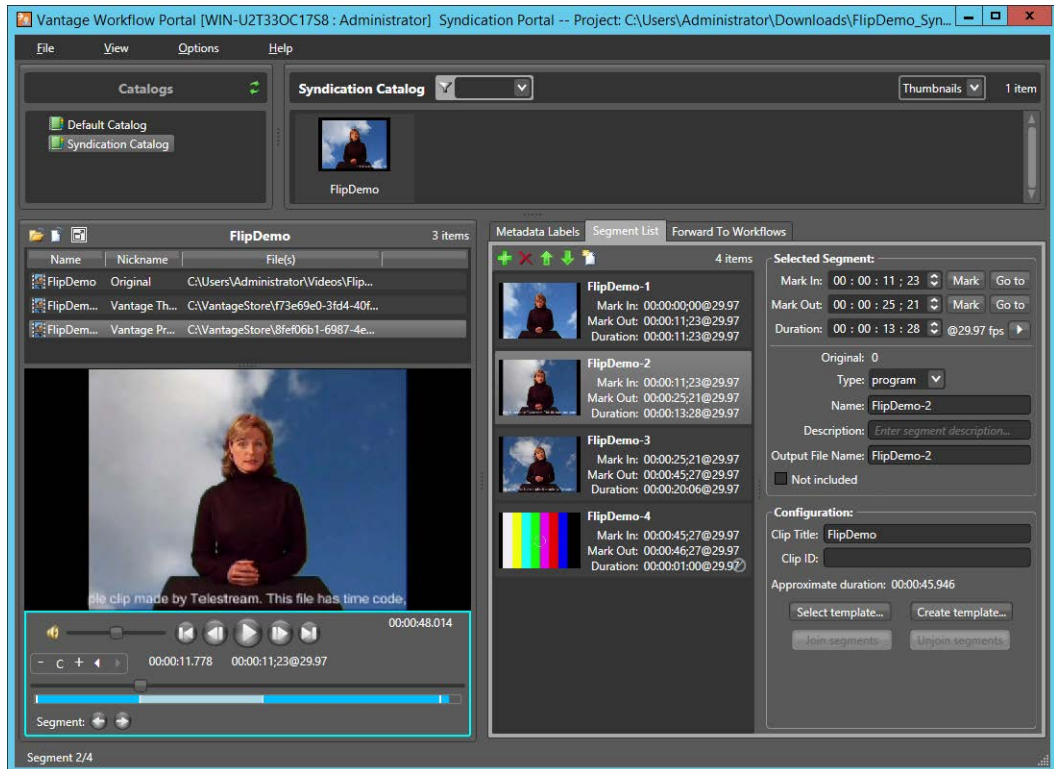 Vantage Workflow Portal [WIN-U2T33OC17S8 : Administrator] Syndication Portal -- Project: C:\Users\Administrator\Downloads\FlipDemo_Syn...
File View Options Help
Catalogs
Default Catalog
Syndication Catalog
Syndication Catalog
Thumbnails
1 item
FlipDemo
FlipDemo
3 items
Name Nickname File(s)
FlipDemo Original C:\Users\Administrator\Videos\Flip...
FlipDem... Vantage Th... C:\VantageStore\f73e69e0-3fd4-40f...
FlipDem... Vantage Pr... C:\VantageStore\8fef06b1-6987-4e...
ple clip made by Telestream. This file has time code,
00:00:48.014
- C +
00:00:11.778 00:00:11;23@29.97
Segment:
Segment 2/4
Metadata Labels Segment List Forward To Workflows
4 items
FlipDemo-1
Mark In: 00:00:00;00@29.97
Mark Out: 00:00:11;23@29.97
Duration: 00:00:11:23@29.97
FlipDemo-2
Mark In: 00:00:11;23@29.97
Mark Out: 00:00:25;21@29.97
Duration: 00:00:13:28@29.97
FlipDemo-3
Mark In: 00:00:25;21@29.97
Mark Out: 00:00:45;27@29.97
Duration: 00:00:20:06@29.97
FlipDemo-4
Mark In: 00:00:45;27@29.97
Mark Out: 00:00:46;27@29.97
Duration: 00:00:01:00@29.97
Selected Segment:
Mark In: 00 : 00 : 11 ; 23 Mark Go to
Mark Out: 00 : 00 : 25 ; 21 Mark Go to
Duration: 00 : 00 : 13 : 28 @29.97 fps
Original: 0
Type: program
Name: FlipDemo-2
Description: Enter segment description...
Output File Name: FlipDemo-2
Not included
Configuration:
Clip Title: FlipDemo
Clip ID:
Approximate duration: 00:00:45.946
Select template... Create template...
Join segments Unjoin segments